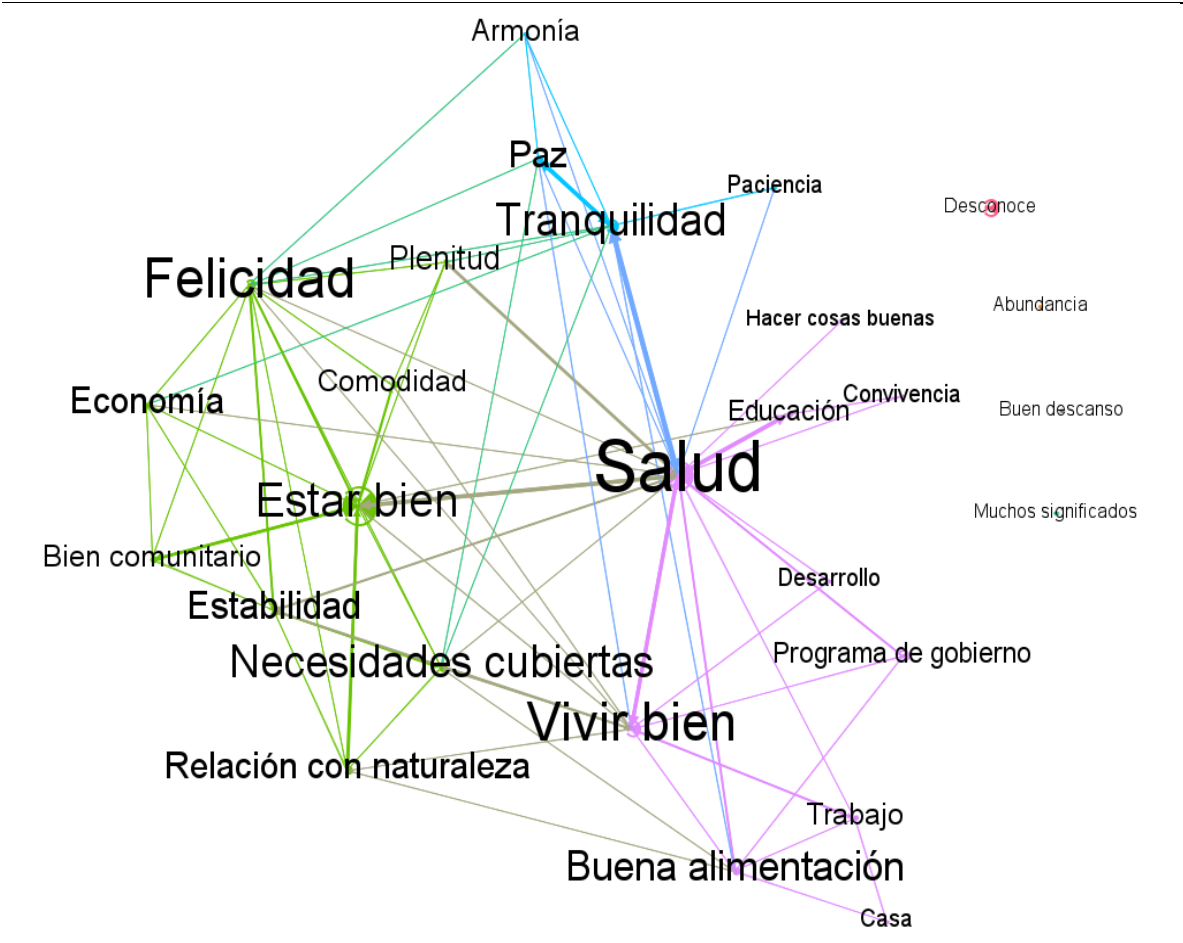 Armonía
Paz
Paciencia
Desconoce
Tranquilidad
Plenitud
Felicidad
Abundancia
Hacer cosas buenas
Comodidad
Convivencia
Economía
Educación
Buen descanso
Salud
Estar bien
Muchos significados
Bien comunitario
Desarrollo
Estabilidad
Programa de gobierno
Necesidades cubiertas
Vivir bien
Relación con naturaleza
Trabajo
Buena alimentación
Casa